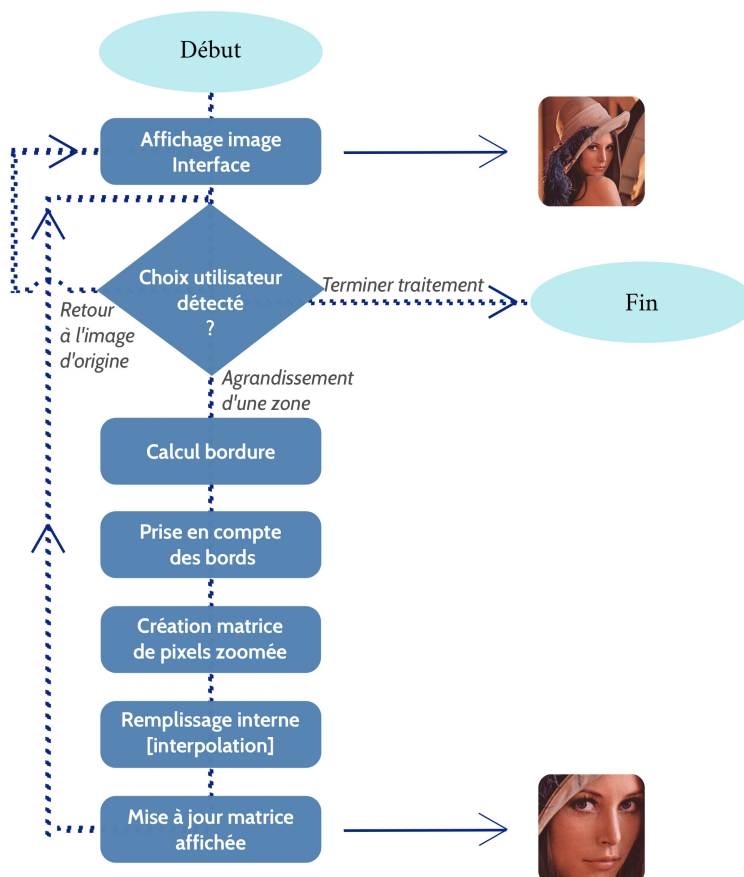 Début
Affichage image
Interface
Choix utilisateur
détecté
?
Terminer traitement
Fin
Retour
à l'image
d'origine
Agrandissement
d'une zone
Calcul bordure
Prise en compte
des bords
Création matrice
de pixels zoomée
Remplissage interne
[interpolation]
Mise à jour matrice
affichée